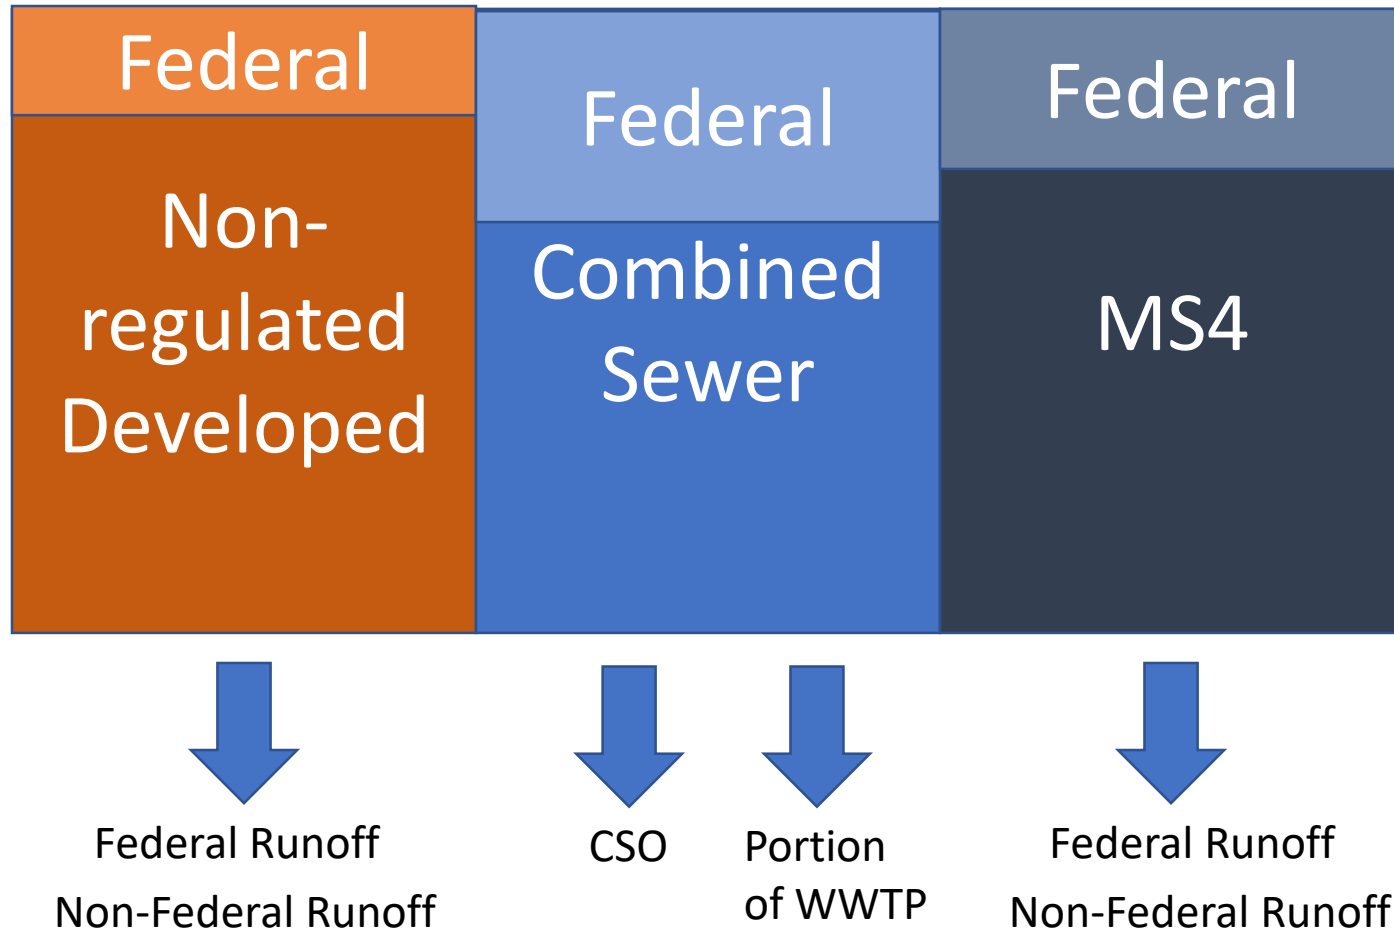 Federal
Non-
regulated
Developed
Federal
Combined
Sewer
Federal
MS4
Federal Runoff
Non-Federal Runoff
CSO
Portion
of WWTP
Federal Runoff
Non-Federal Runoff